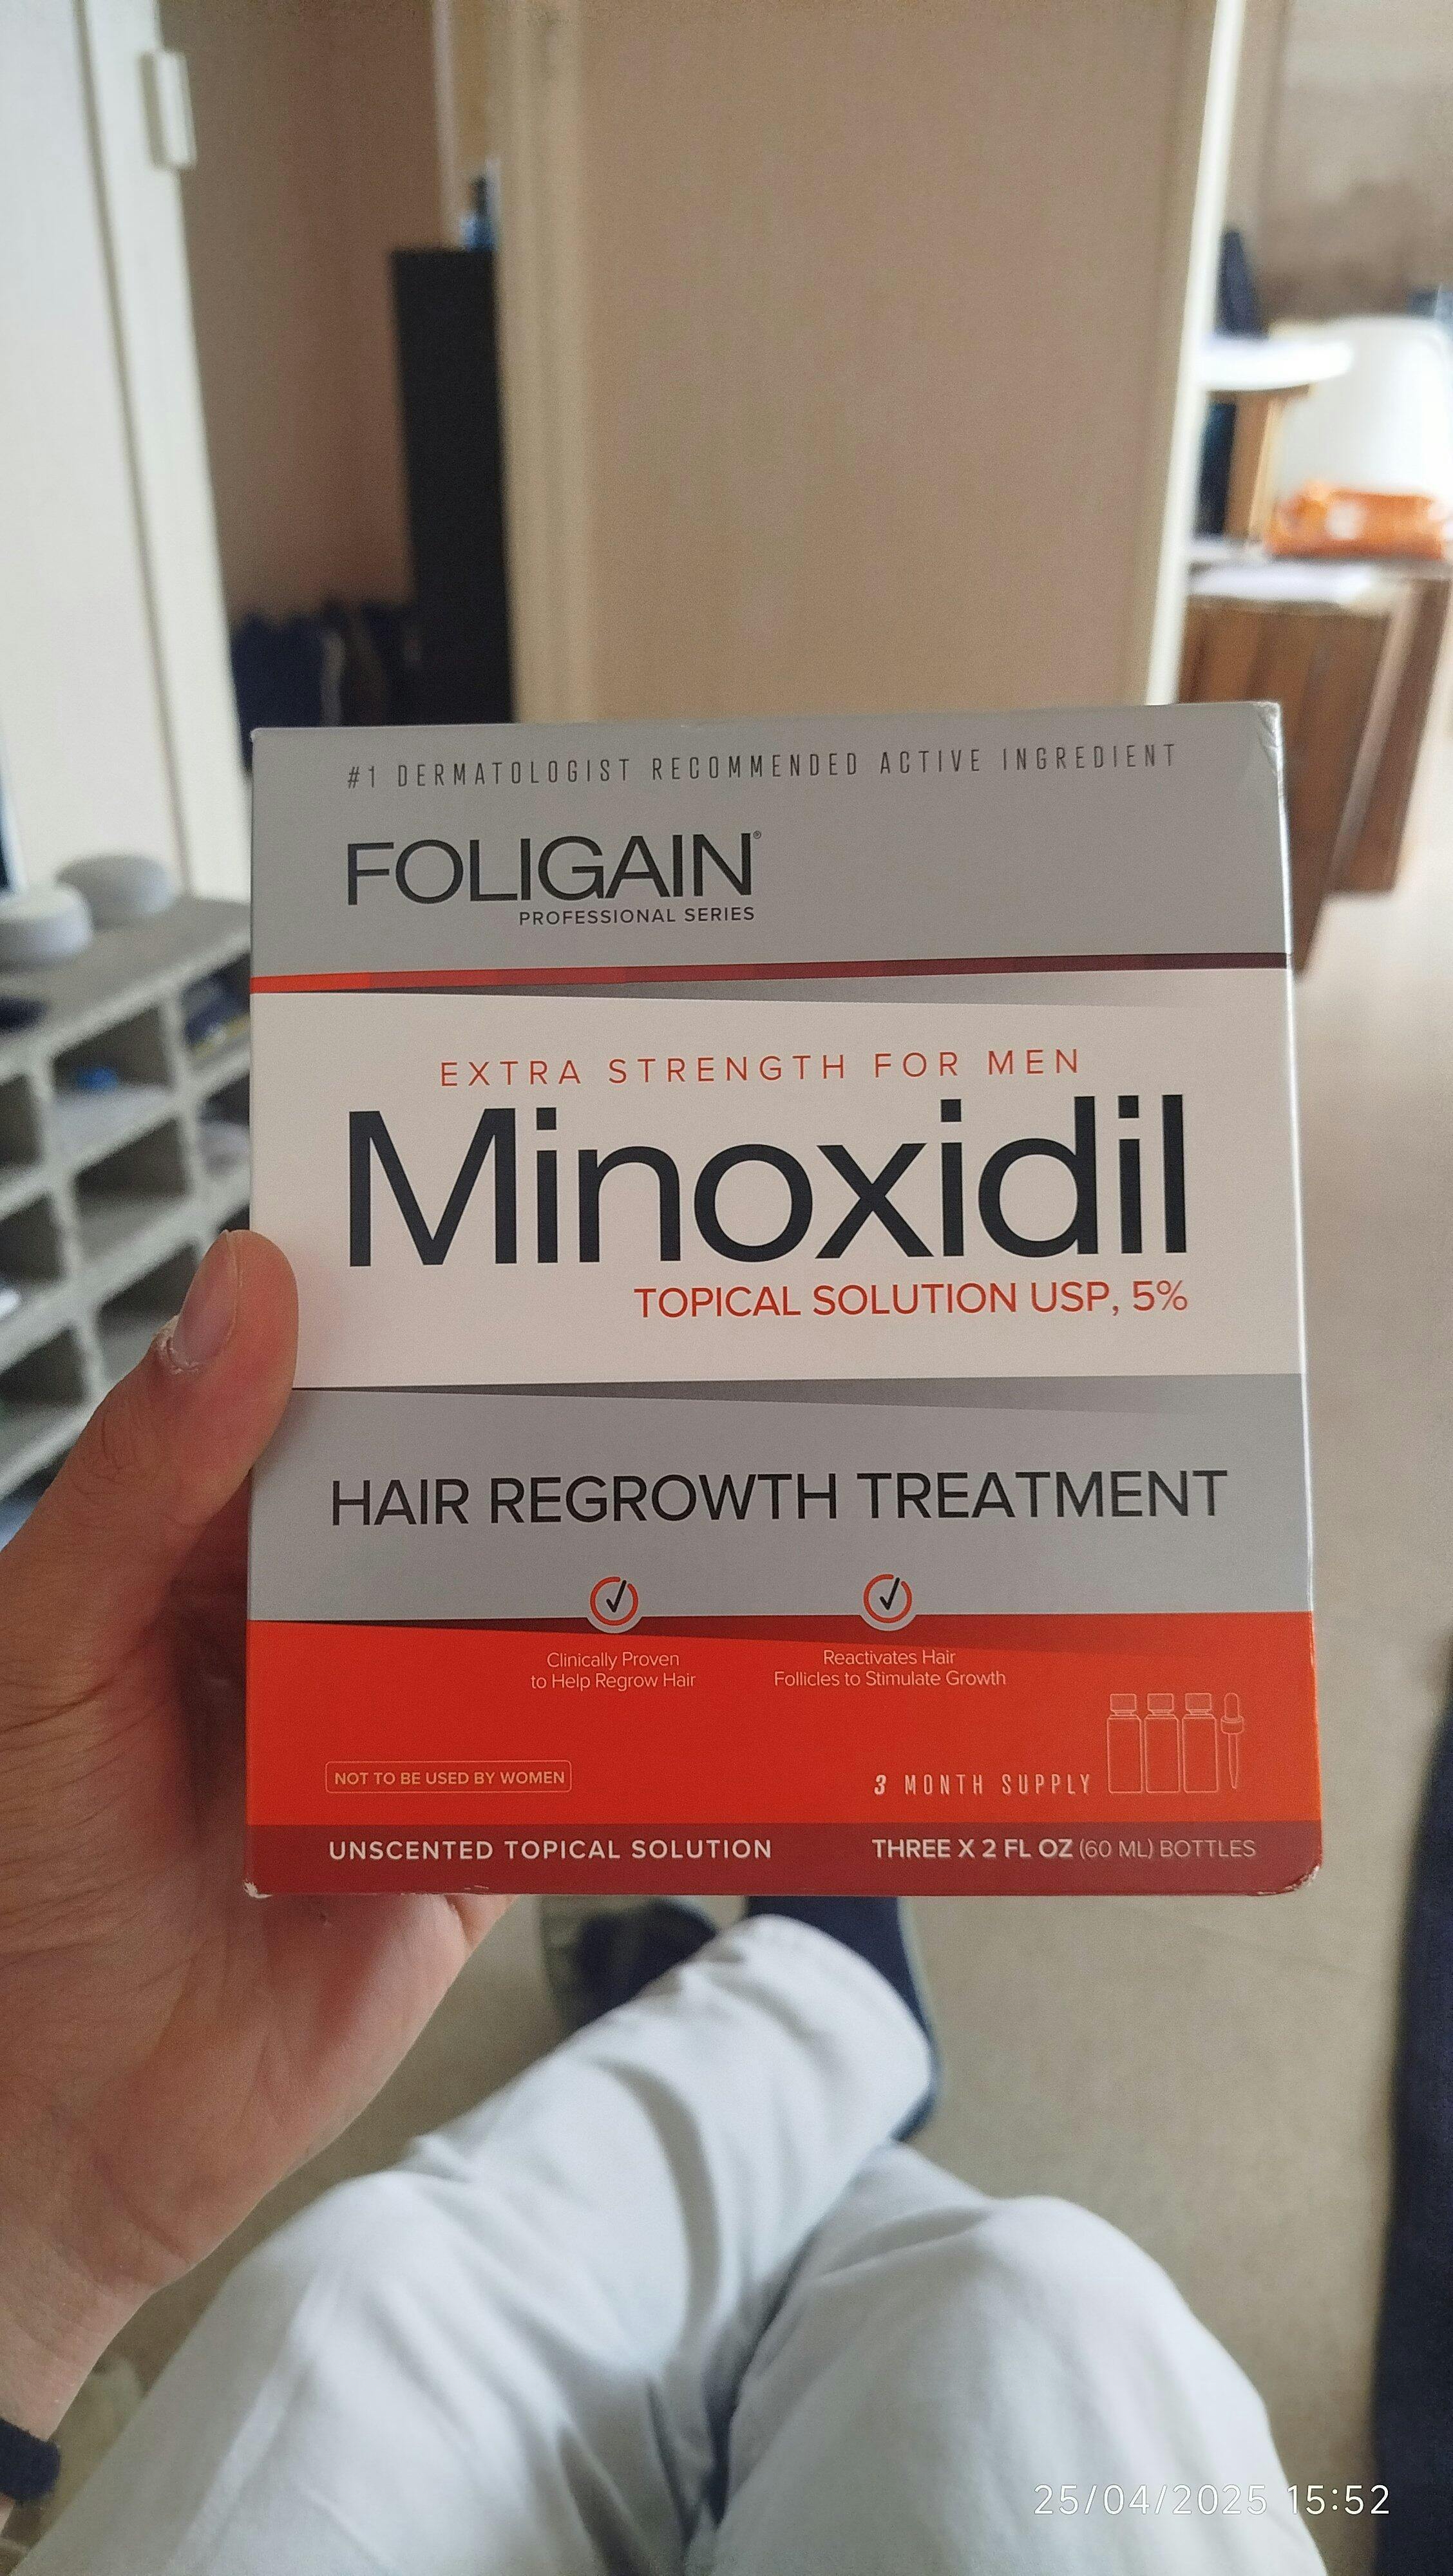 #1 DERMATOLOGIST RECOMMENDED ACTIVE INGREDIENT
FOLIGAIN®
PROFESSIONAL SERIES
EXTRA STRENGTH FOR MEN
Minoxidil
TOPICAL SOLUTION USP, 5%
HAIR REGROWTH TREATMENT
Clinically Proven
to Help Regrow Hair
Reactivates Hair
Follicles to Stimulate Growth
NOT TO BE USED BY WOMEN
3 MONTH SUPPLY
UNSCENTED TOPICAL SOLUTION
THREE X 2 FL OZ (60 ML) BOTTLES
25/04/2025 15:52